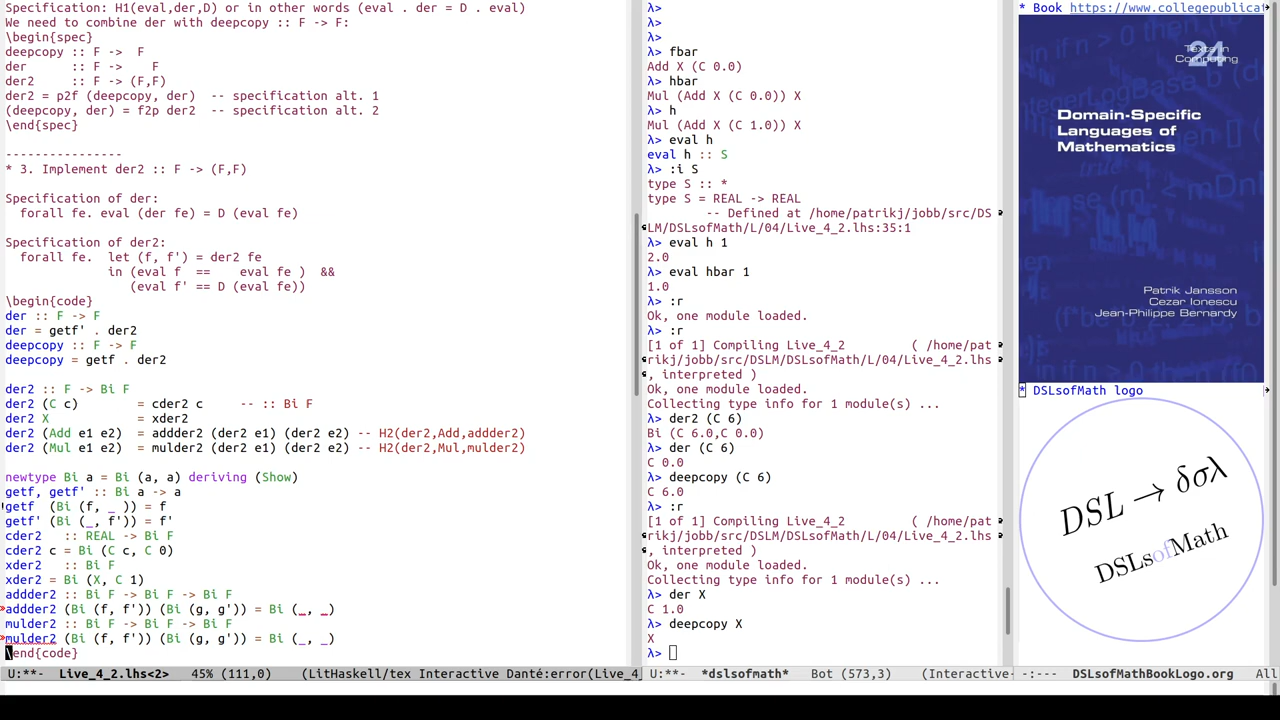 Specification: H1(eval,der,D) or in other words (eval . der = D . eval)
We need to combine der with deepcopy :: F -> F:
\begin{spec}
deepcopy :: F ->  F
der      :: F ->    F
der2     :: F -> (F,F)
der2 = p2f (deepcopy, der)  -- specification alt. 1
(deepcopy, der) = f2p der2  -- specification alt. 2
\end{spec}
----------------
* 3. Implement der2 :: F -> (F,F)
Specification of der:
  forall fe. eval (der fe) = D (eval fe)
Specification of der2:
  forall fe.  let (f, f') = der2 fe
              in (eval f  ==    eval fe )  &&
                 (eval f' == D (eval fe))
\begin{code}
der :: F -> F
der = getf' . der2
deepcopy :: F -> F
deepcopy = getf . der2
der2 :: F -> Bi F
der2 (C c)        = cder2 c      -- :: Bi F
der2 X            = xder2
der2 (Add e1 e2)  = addder2 (der2 e1) (der2 e2) -- H2(der2,Add,addder2)
der2 (Mul e1 e2)  = mulder2 (der2 e1) (der2 e2) -- H2(der2,Mul,mulder2)
newtype Bi a = Bi (a, a) deriving (Show)
getf, getf' :: Bi a -> a
getf  (Bi (f, _ )) = f
getf' (Bi (_, f')) = f'
cder2   :: REAL -> Bi F
cder2 c = Bi (C c, C 0)
xder2   :: Bi F
xder2 = Bi (X, C 1)
addder2 :: Bi F -> Bi F -> Bi F
addder2 (Bi (f, f')) (Bi (g, g')) = Bi (_, _)
mulder2 :: Bi F -> Bi F -> Bi F
mulder2 (Bi (f, f')) (Bi (g, g')) = Bi (_, _)
\end{code}
U:**-  Live_4_2.lhs<2>   45% (111,0)    (LitHaskell/tex Interactive Danté:error(Live_4
λ>
λ>
λ>
λ> fbar
Add X (C 0.0)
λ> hbar
Mul (Add X (C 0.0)) X
λ> h
Mul (Add X (C 1.0)) X
λ> eval h
eval h :: S
λ> :i S
type S :: *
type S = REAL -> REAL
        -- Defined at /home/patrikj/jobb/src/DS
LM/DSLsofMath/L/04/Live_4_2.lhs:35:1
λ> eval h 1
2.0
λ> eval hbar 1
1.0
λ> :r
Ok, one module loaded.
λ> :r
[1 of 1] Compiling Live_4_2         ( /home/pat
rikj/jobb/src/DSLM/DSLsofMath/L/04/Live_4_2.lhs
, interpreted )
Ok, one module loaded.
Collecting type info for 1 module(s) ...
λ> der2 (C 6)
Bi (C 6.0,C 0.0)
λ> der (C 6)
C 0.0
λ> deepcopy (C 6)
C 6.0
λ> :r
[1 of 1] Compiling Live_4_2         ( /home/pat
rikj/jobb/src/DSLM/DSLsofMath/L/04/Live_4_2.lhs
, interpreted )
Ok, one module loaded.
Collecting type info for 1 module(s) ...
λ> der X
C 1.0
λ> deepcopy X
X
λ>
U:**-  *dslsofmath*   Bot (573,3)    (Interactive-
* Book https://www.collegepublicat
24
Texts in
Computing
Domain-Specific
Languages of
Mathematics
Patrik Jansson
Cezar Ionescu
Jean-Philippe Bernardy
* DSLsofMath logo
DSL → δσλ
DSLsofMath
-:---  DSLsofMathBookLogo.org   All